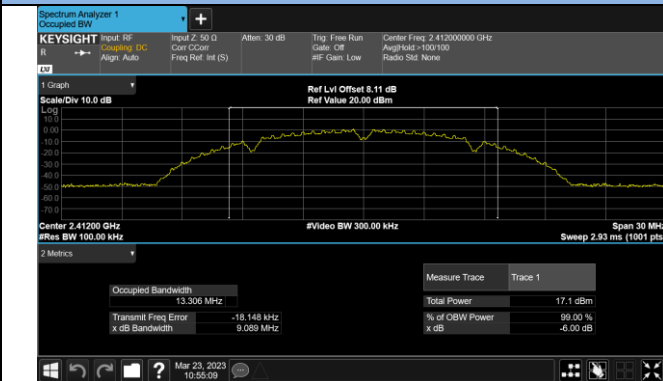 Spectrum Analyzer 1
Occupied BW
+
KEYSIGHT Input: RF Input Z: 50 Ω Atten: 30 dB Trig: Free Run Center Freq: 2.412000000 GHz
R Coupling: DC Corr CCorr Gate: Off Avg|Hold:>100/100
Align: Auto Freq Ref: Int (S) #IF Gain: Low Radio Std: None
LXI
1 Graph
Ref Lvl Offset 8.11 dB
Scale/Div 10.0 dB Ref Value 20.00 dBm
Log
10.0
0.00
-10.0
-20.0
-30.0
-40.0
-50.0
-60.0
-70.0
Center 2.41200 GHz #Video BW 300.00 kHz Span 30 MHz
#Res BW 100.00 kHz Sweep 2.93 ms (1001 pts
2 Metrics
Measure Trace Trace 1
Occupied Bandwidth
13.306 MHz Total Power 17.1 dBm
Transmit Freq Error -18.148 kHz % of OBW Power 99.00 %
x dB Bandwidth 9.089 MHz x dB -6.00 dB
? Mar 23, 2023
10:55:09